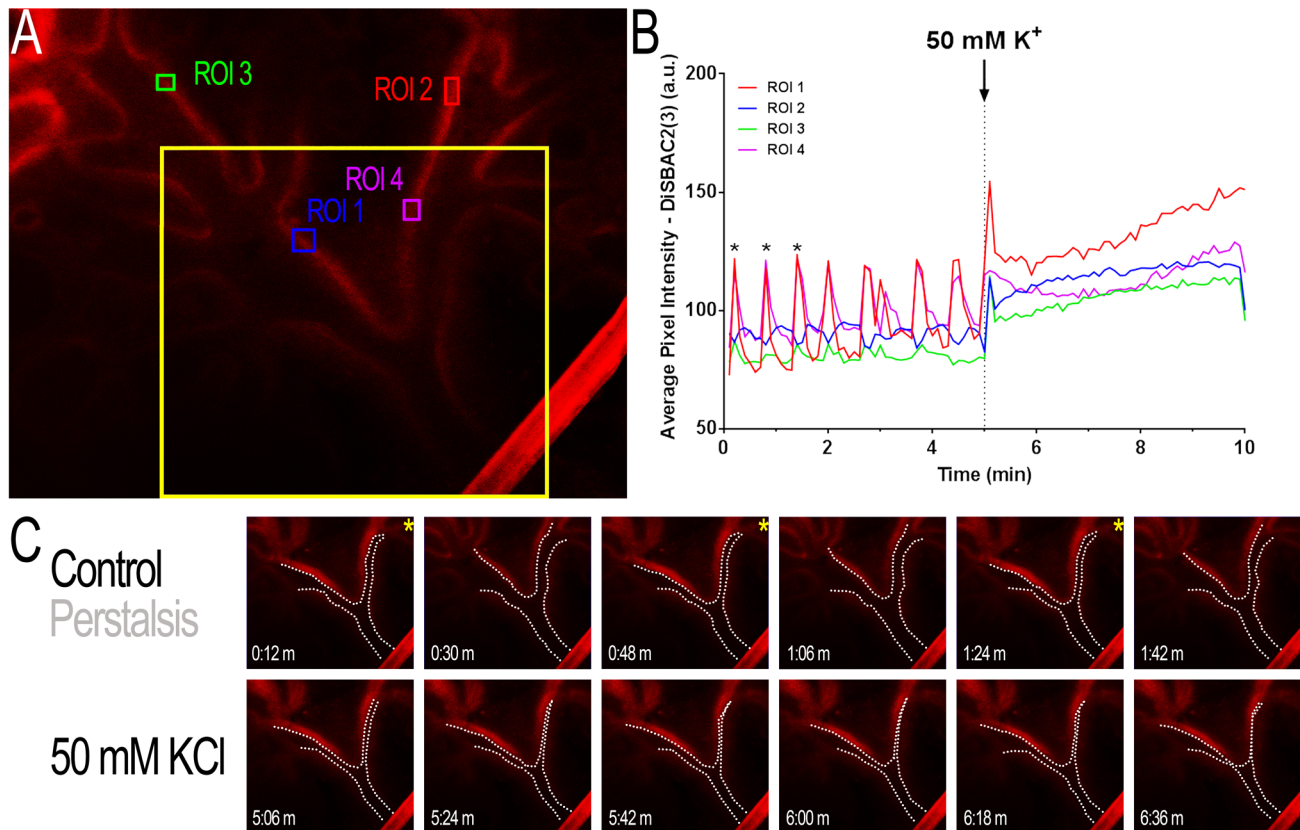 A
ROI 3
ROI 2
ROI 4
ROI 1
B
50 mM K+
Average Pixel Intensity - DiSBAC2(3) (a.u.)
200
150
100
50
ROI 1
ROI 2
ROI 3
ROI 4
* * *
0 2 4 6 8 10
Time (min)
C
Control
Perstalsis
*
*
*
0:12 m 0:30 m 0:48 m 1:06 m 1:24 m 1:42 m
50 mM KCl
5:06 m 5:24 m 5:42 m 6:00 m 6:18 m 6:36 m